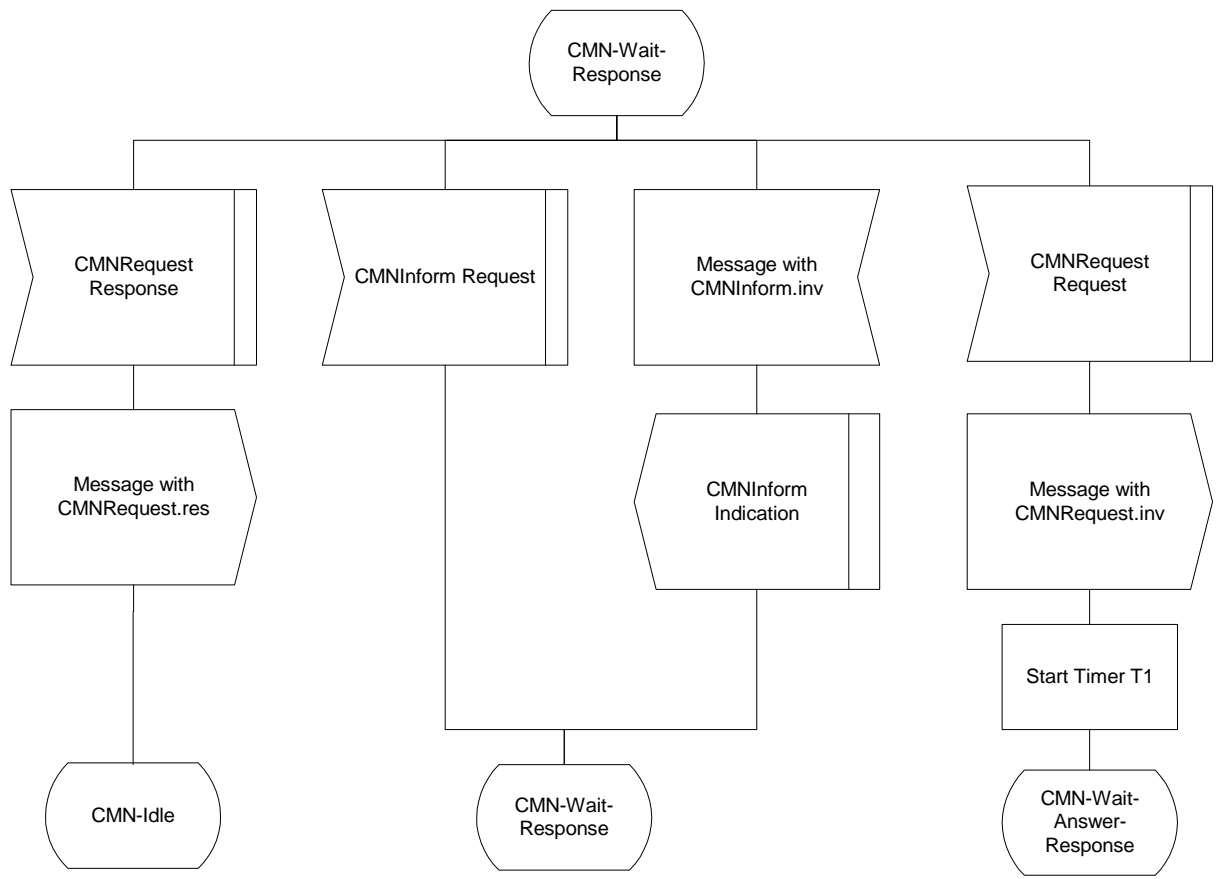 CMN-Wait-
Response
CMNRequest
Response
CMNInform Request
Message with
CMNInform.inv
CMNRequest
Request
Message with
CMNRequest.res
CMNInform
Indication
Message with
CMNRequest.inv
Start Timer T1
CMN-Idle
CMN-Wait-
Response
CMN-Wait-
Answer-
Response